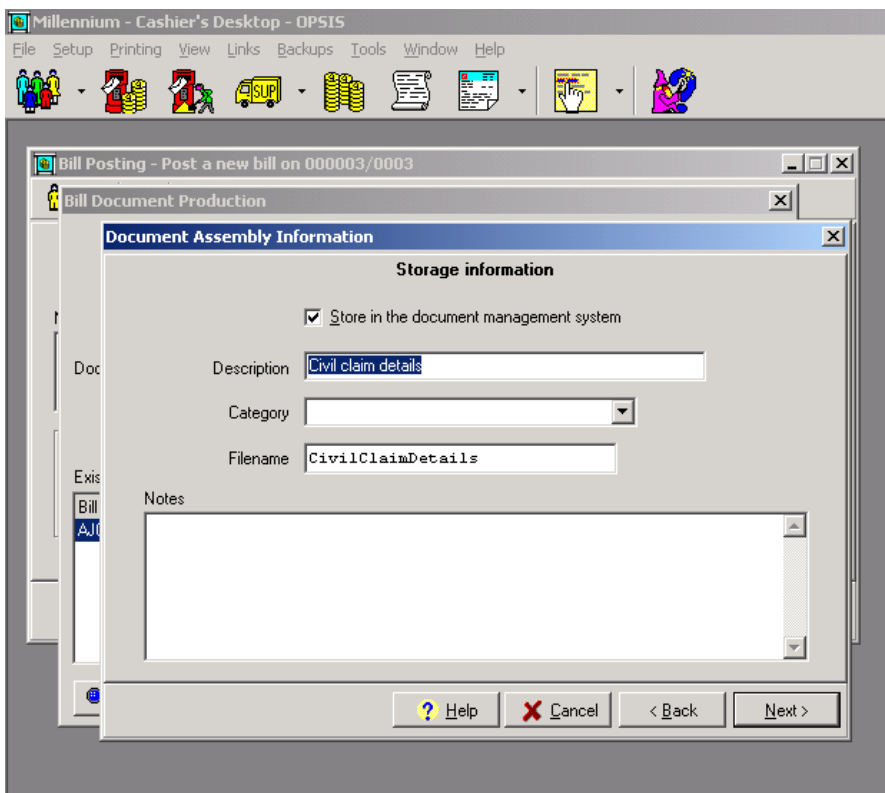 Millennium - Cashier's Desktop - OPSIS
File Setup Printing View Links Backups Tools Window Help
SUP
Bill Posting - Post a new bill on 000003/0003
Bill Document Production
Document Assembly Information
Storage information
Store in the document management system
Description Civil claim details
Category
Filename CivilClaimDetails
Notes
Bill
? Help Cancel < Back Next >